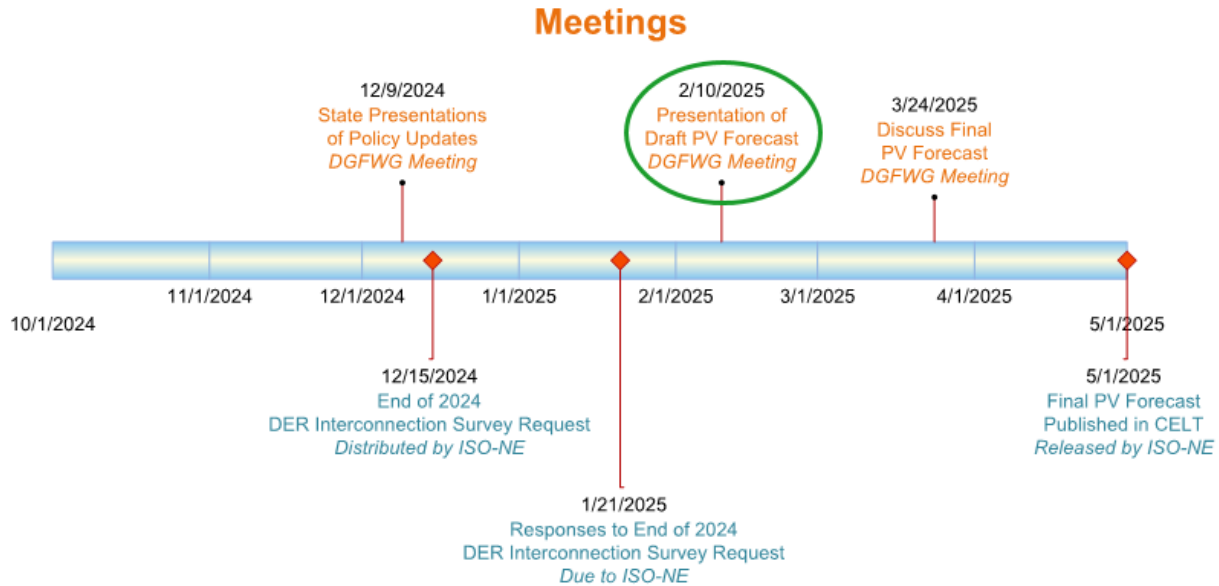 Meetings
12/9/2024
State Presentations
of Policy Updates
DGFWG Meeting
2/10/2025
Presentation of
Draft PV Forecast
DGFWG Meeting
3/24/2025
Discuss Final
PV Forecast
DGFWG Meeting
10/1/2024
11/1/2024
12/1/2024
1/1/2025
2/1/2025
3/1/2025
4/1/2025
5/1/2025
12/15/2024
End of 2024
DER Interconnection Survey Request
Distributed by ISO-NE
1/21/2025
Responses to End of 2024
DER Interconnection Survey Request
Due to ISO-NE
5/1/2025
Final PV Forecast
Published in CELT
Released by ISO-NE